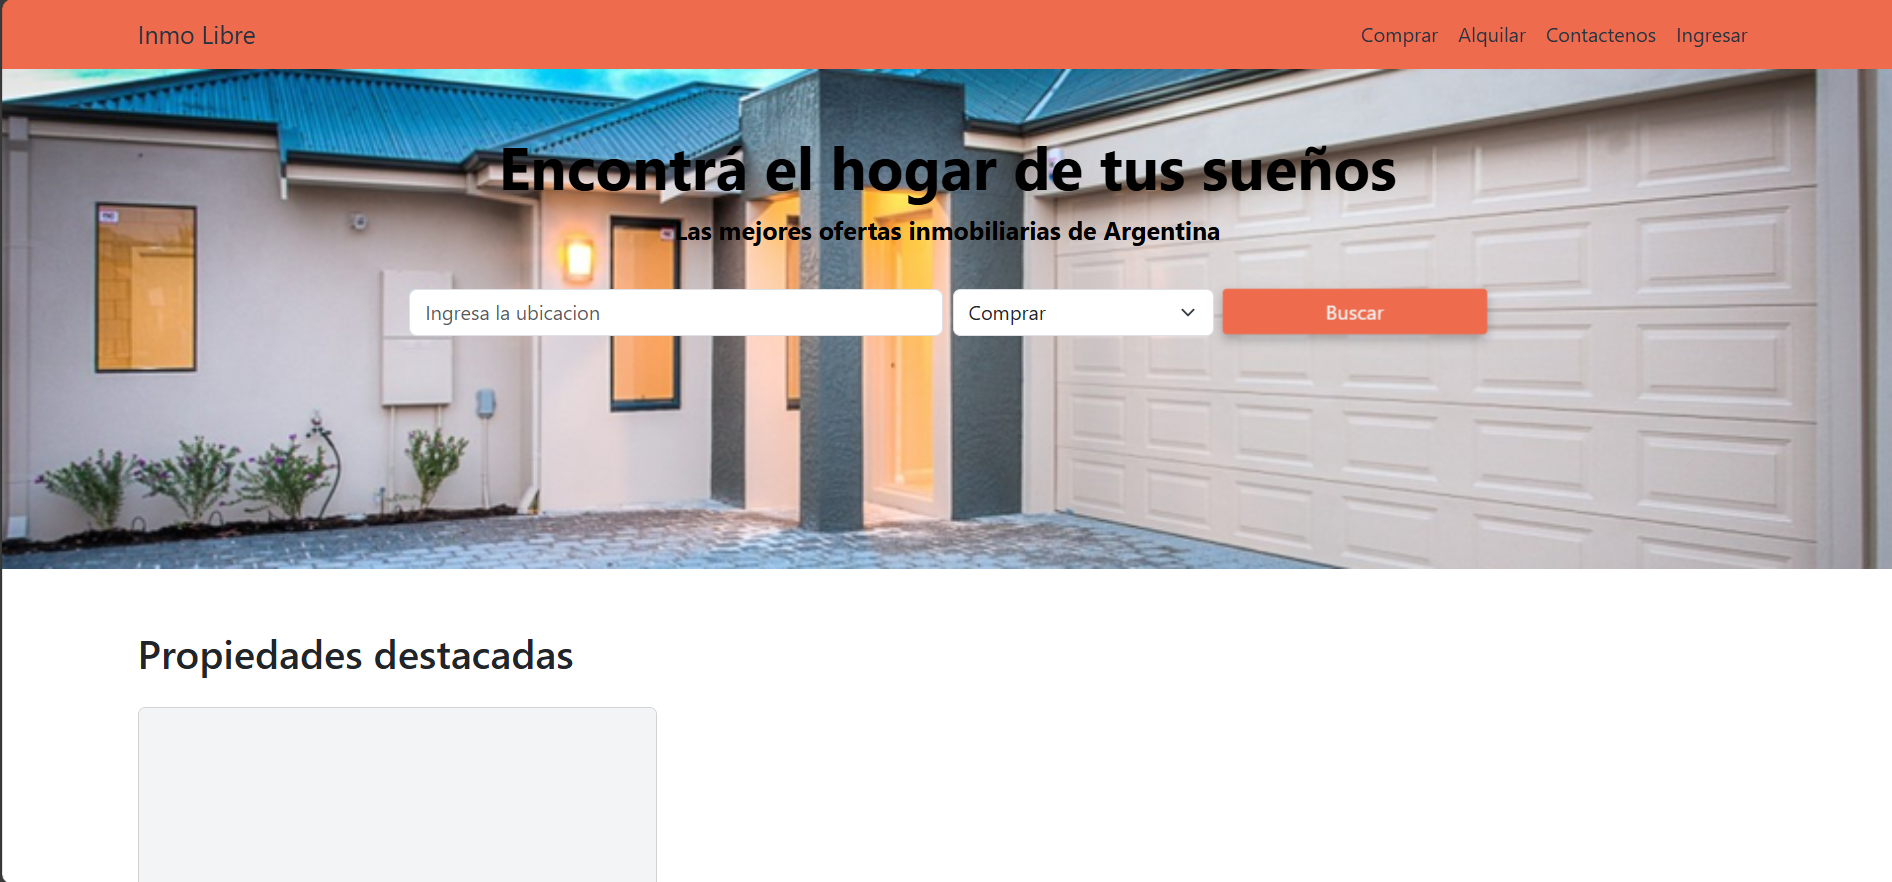 Inmo Libre
Comprar Alquilar Contactenos Ingresar
Encontrá el hogar de tus sueños
Las mejores ofertas inmobiliarias de Argentina
Ingresa la ubicacion Comprar Buscar
Propiedades destacadas